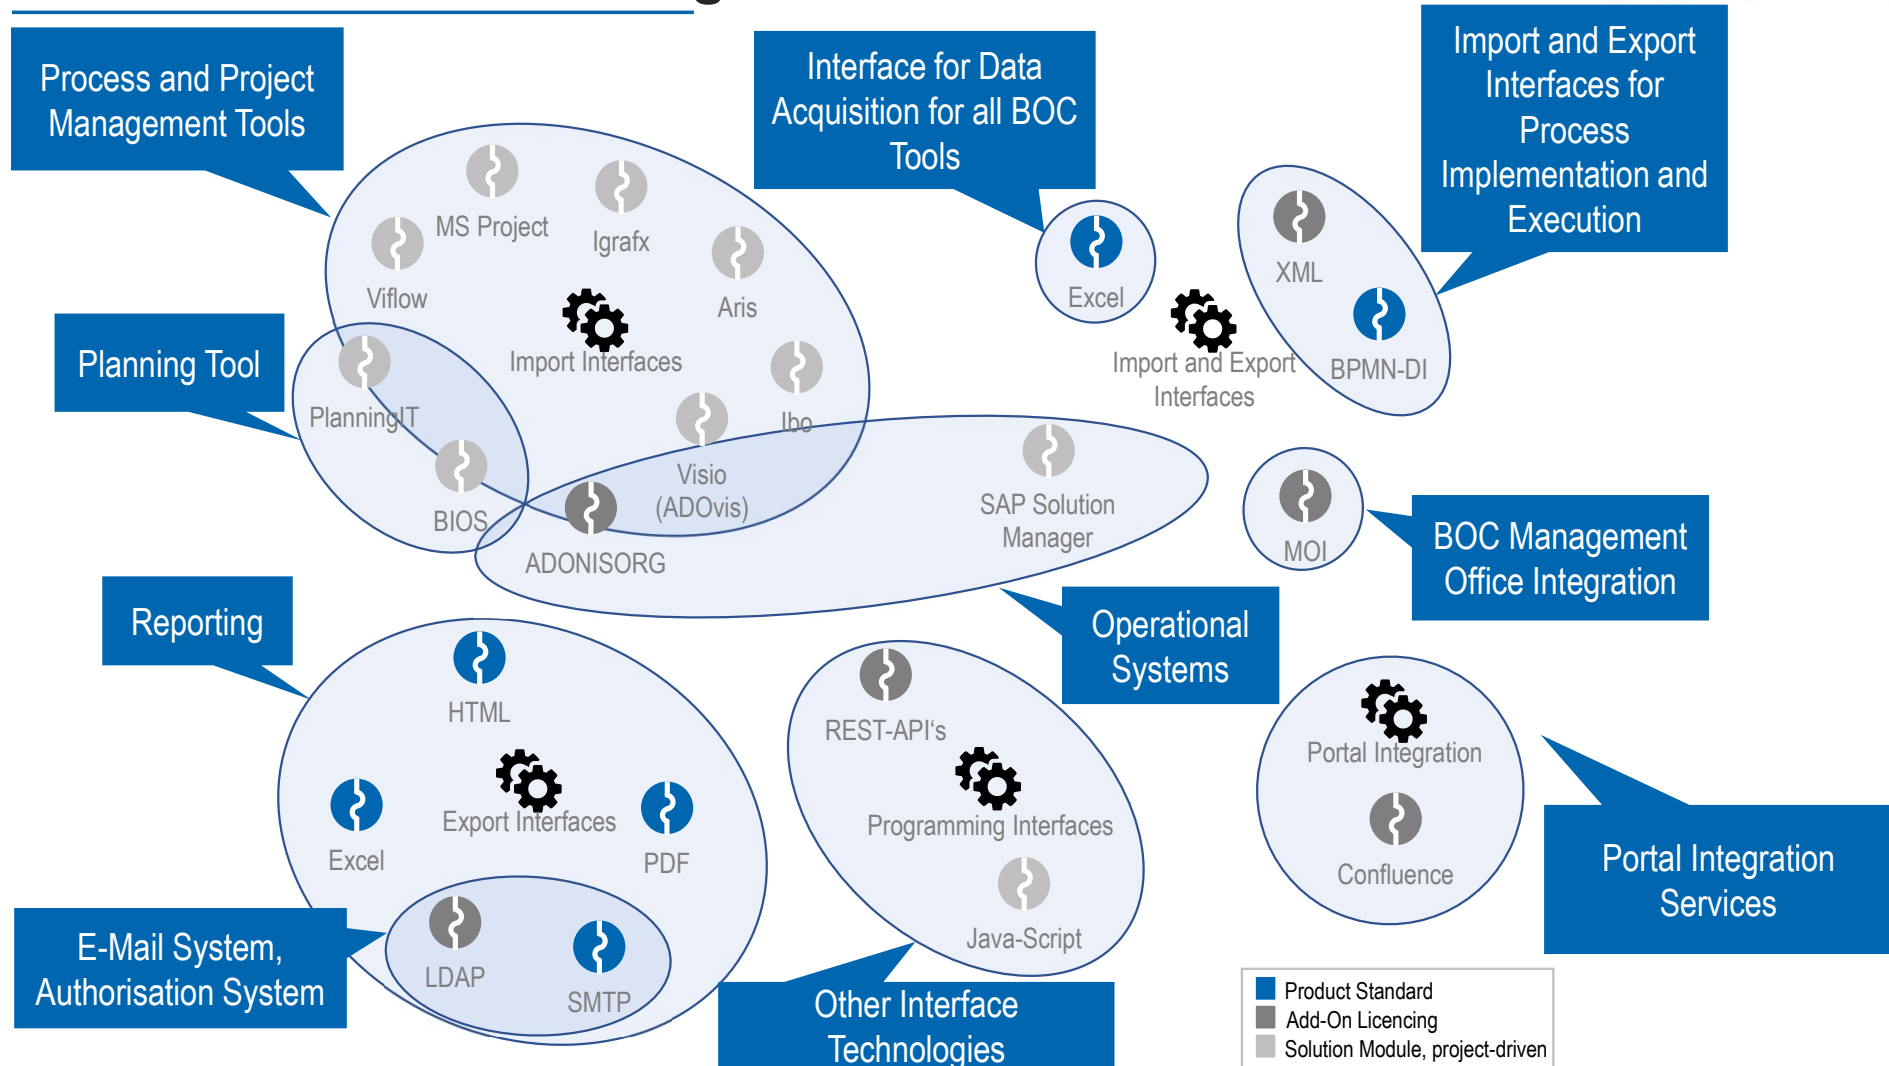 Process and Project
Management Tools
Interface for Data
Acquisition for all BOC
Tools
Import and Export
Interfaces for
Process
Implementation and
Execution
MS Project
Igrafx
Viflow
Aris
Import Interfaces
Excel
XML
Import and Export
Interfaces
BPMN-DI
Planning Tool
PlanningIT
Ibo
BIOS
Visio
(ADOvis)
ADONISORG
SAP Solution
Manager
MOI
BOC Management
Office Integration
Operational
Systems
Reporting
HTML
Export Interfaces
Excel
PDF
REST-API‘s
Programming Interfaces
Java-Script
Portal Integration
Confluence
Portal Integration
Services
E-Mail System,
Authorisation System
LDAP
SMTP
Other Interface
Technologies
Product Standard
Add-On Licencing
Solution Module, project-driven